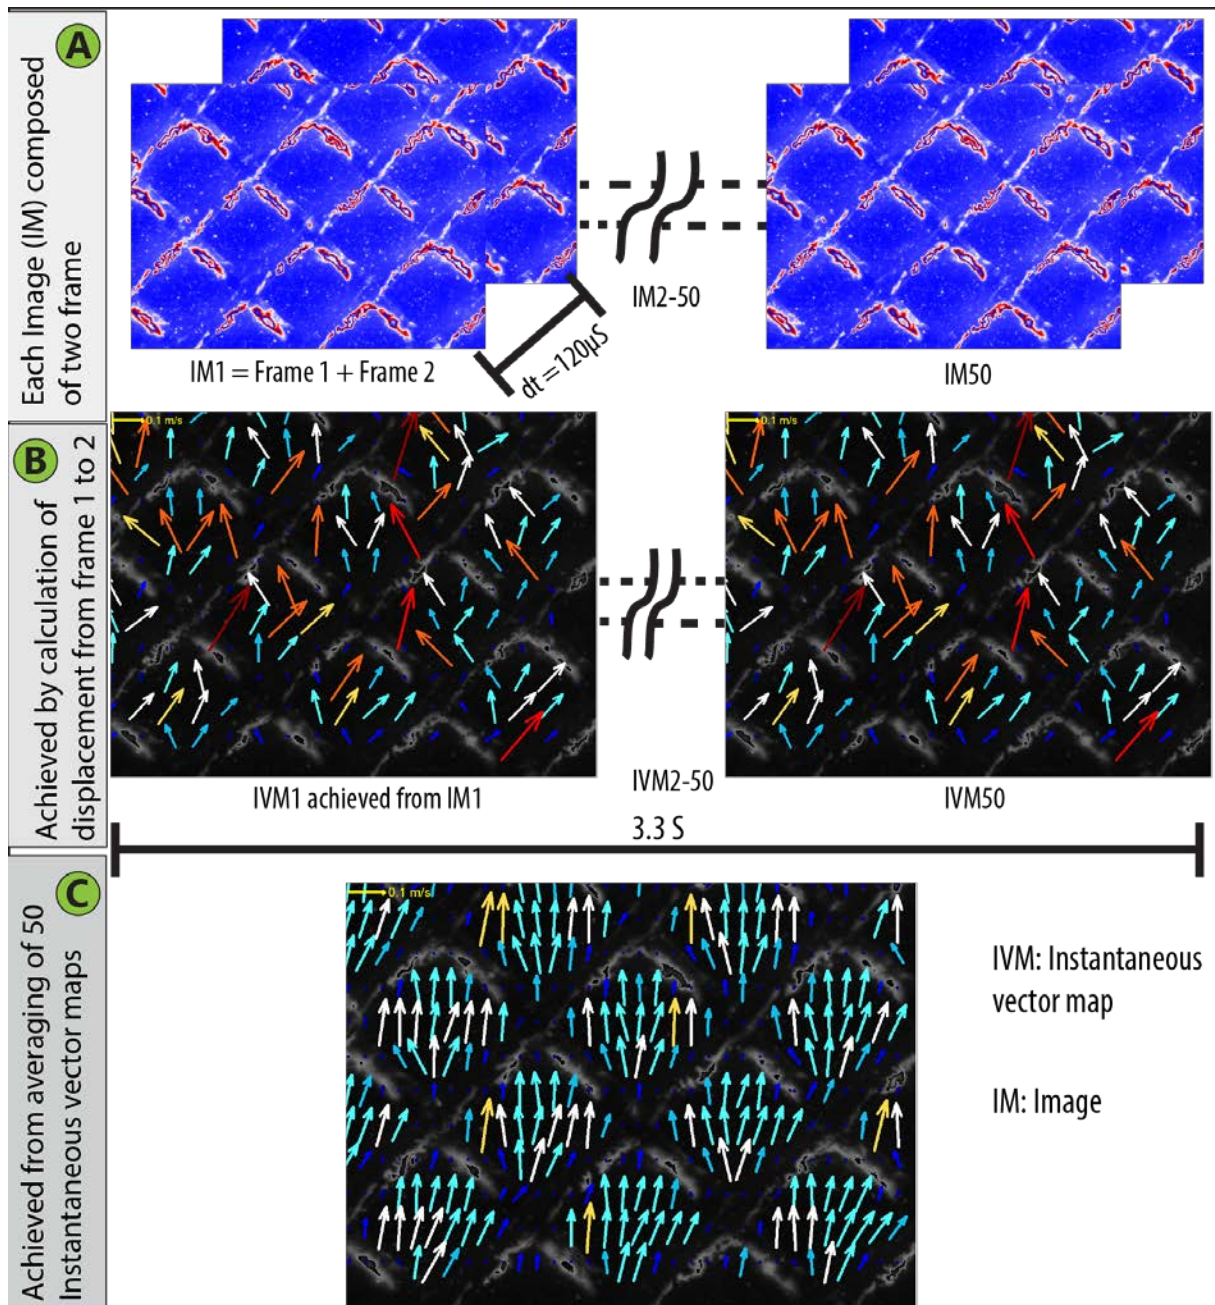 A
Each Image (IM) composed
of two frame
IM1 = Frame 1 + Frame 2
dt =120µS
IM2-50
IM50
B
Achieved by calculation of
displacement from frame 1 to 2
0.1 m/s
0.1 m/s
IVM1 achieved from IM1
IVM2-50
IVM50
3.3 S
C
Achieved from averaging of 50
Instantaneous vector maps
0.1 m/s
IVM: Instantaneous
vector map
IM: Image